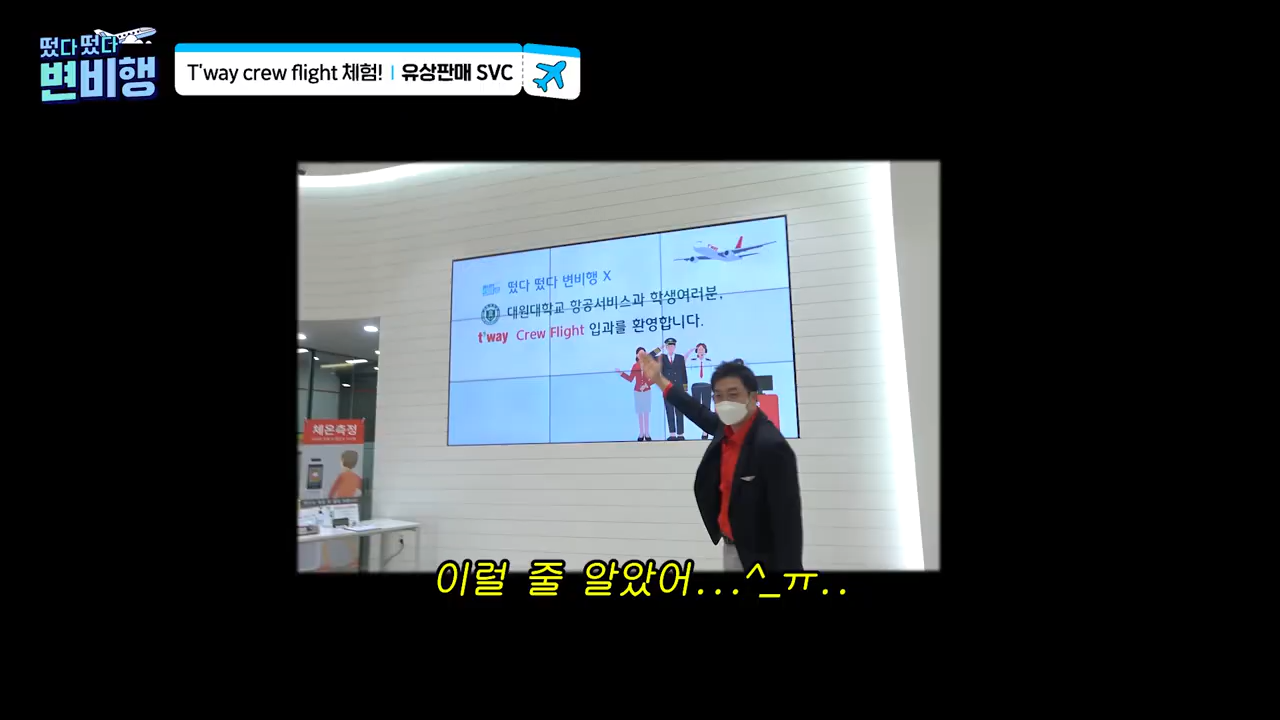 떴다 떴다
변비행
T'way crew flight 체험! | 유상판매 SVC
떴다 떴다 변비행 X
대원대학교 항공서비스과 학생여러분,
t'way Crew Flight 입과를 환영합니다.
체온측정
이럴 줄 알았어...^_ㅠ..